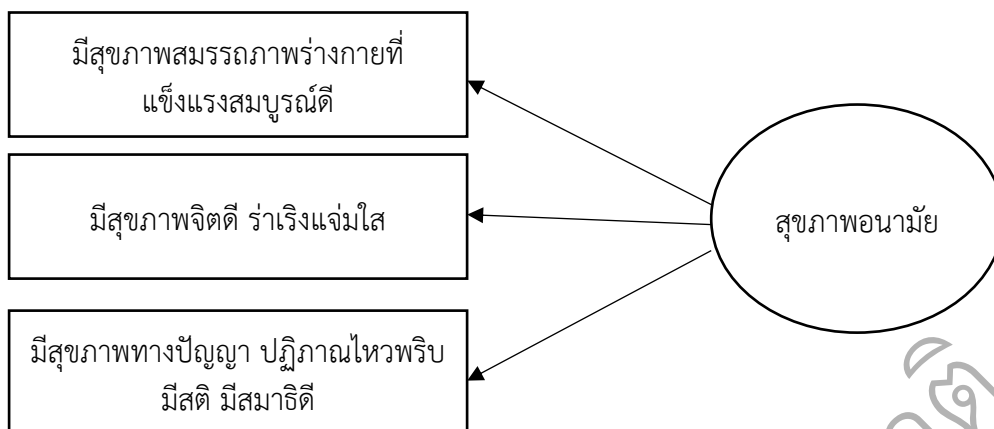 มีสุขภาพสมรรถภาพร่างกายที่
แข็งแรงสมบูรณ์ดี
มีสุขภาพจิตดี ร่าเริงแจ่มใส
สุขภาพอนามัย
มีสุขภาพทางปัญญา ปฏิภาณไหวพริบ
มีสติ มีสมาธิดี